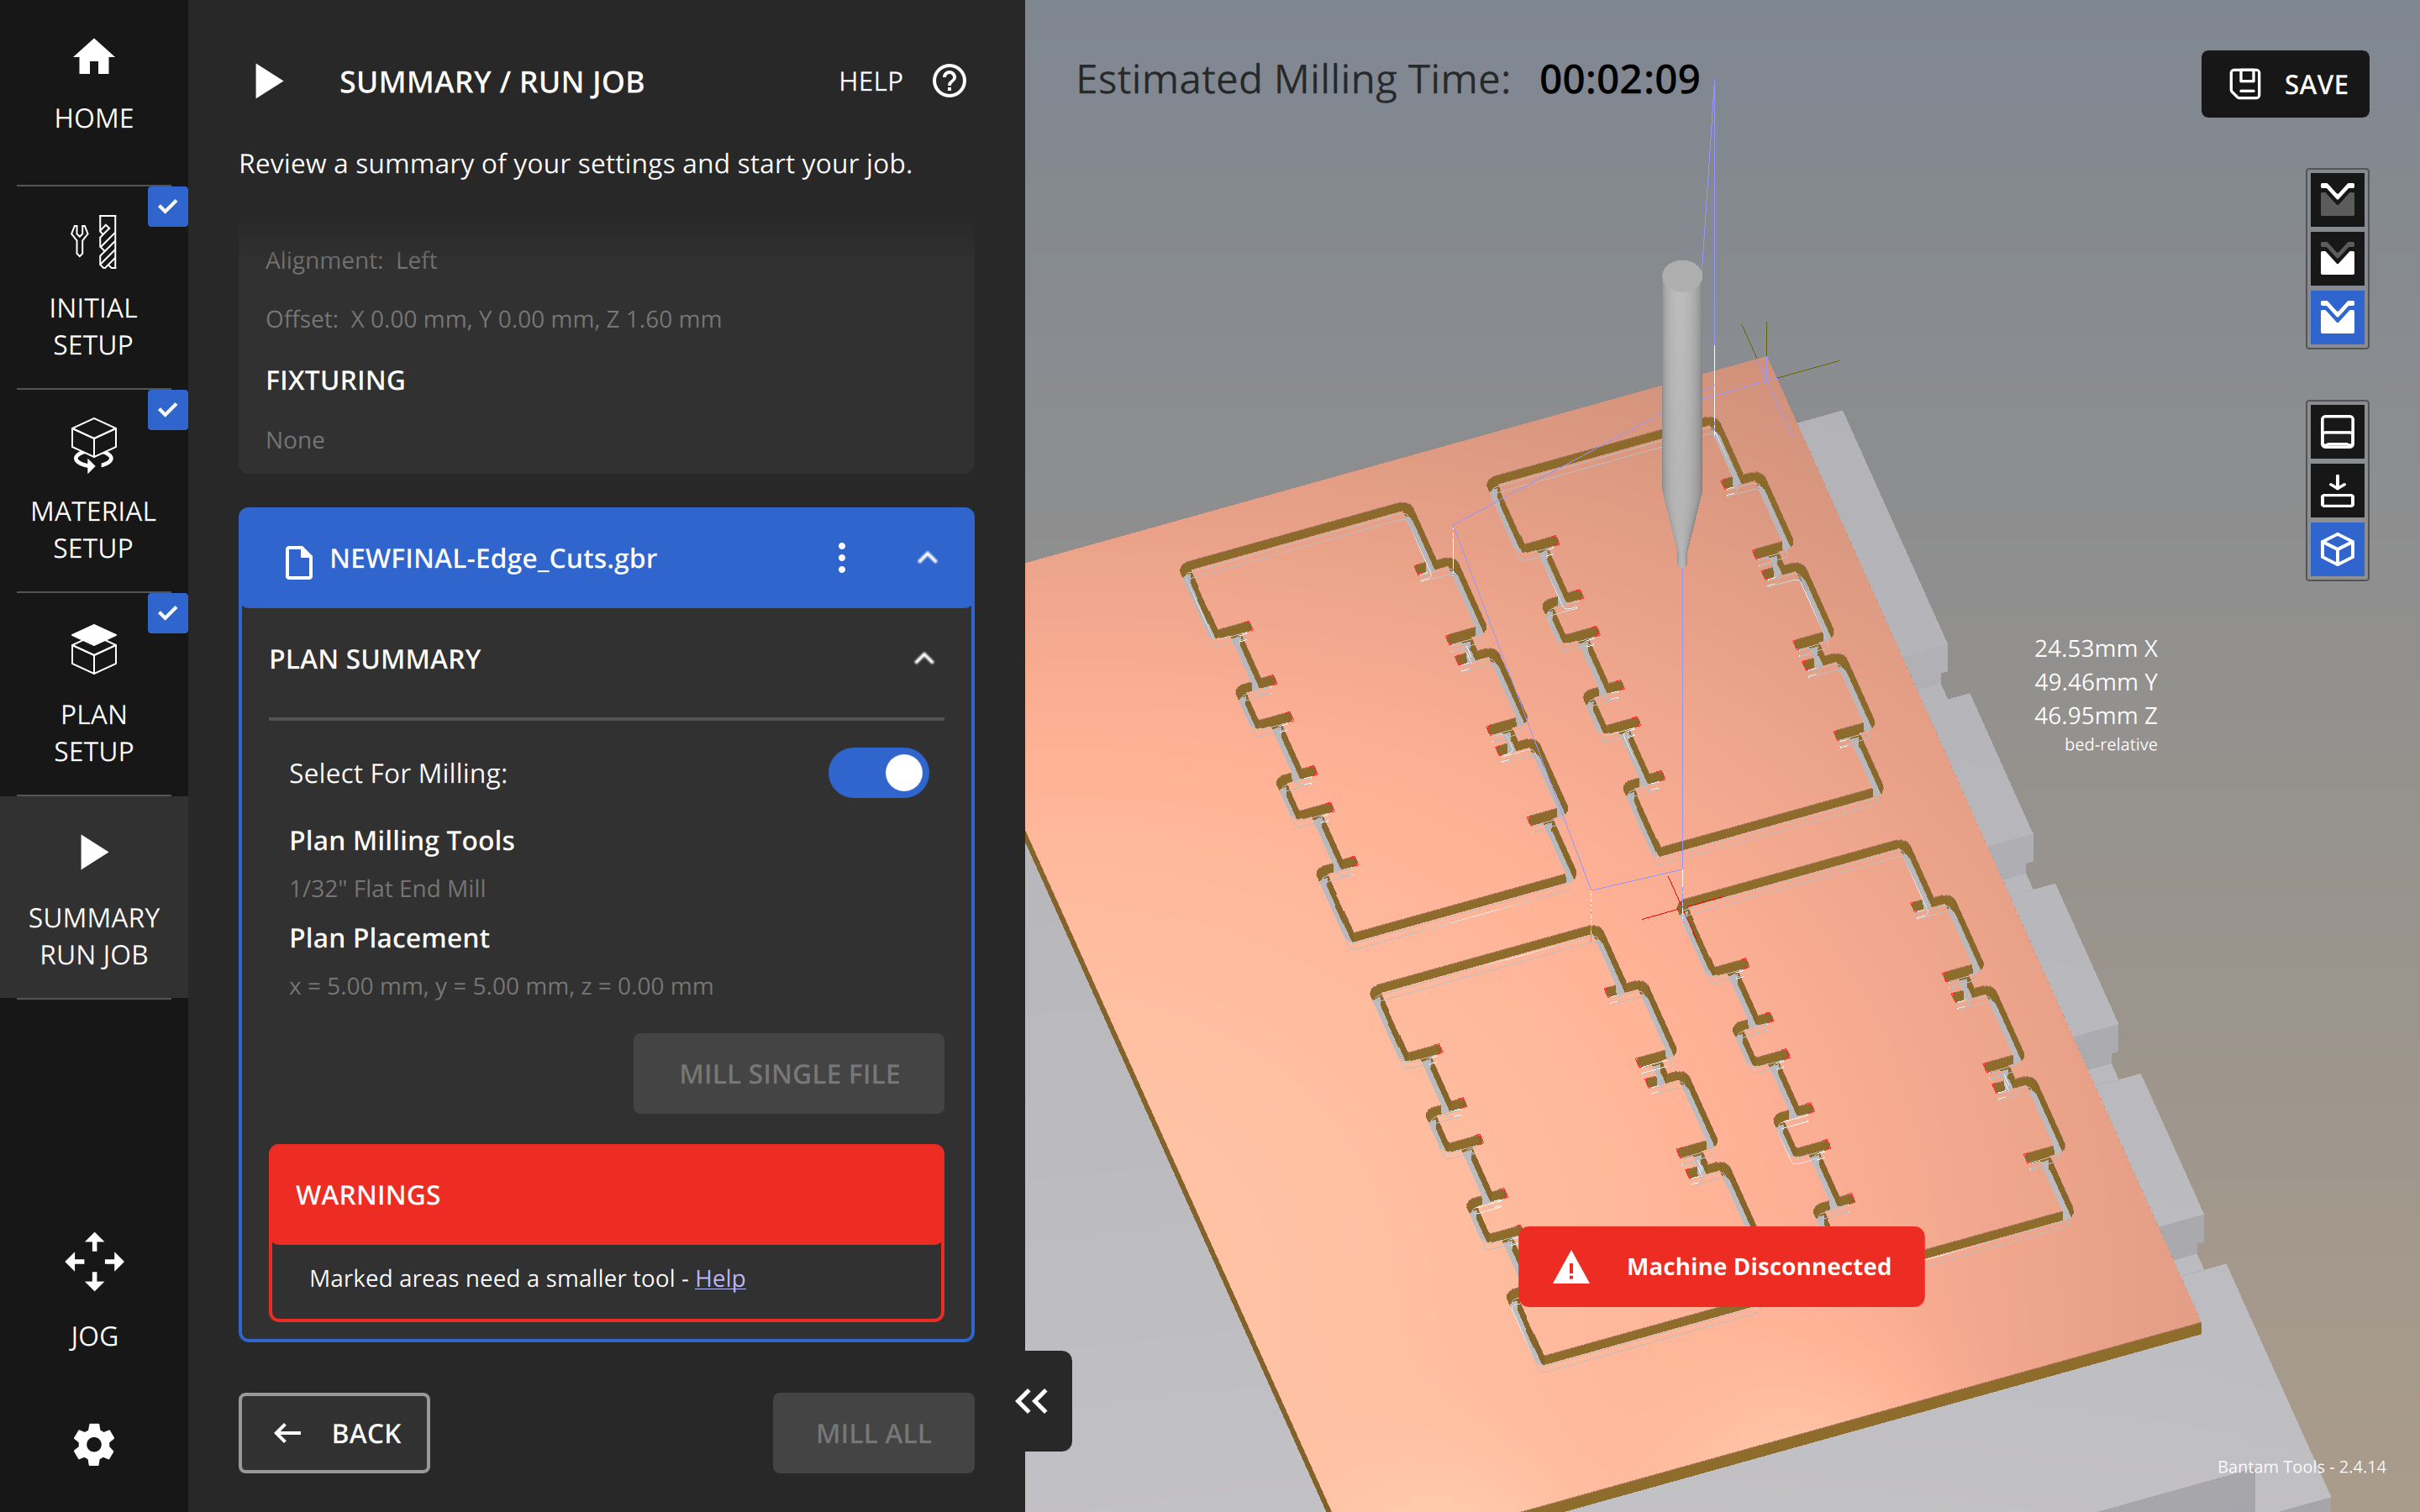 HOME
INITIAL
SETUP
MATERIAL
SETUP
PLAN
SETUP
SUMMARY
RUN JOB
JOG
SUMMARY / RUN JOB
HELP
Review a summary of your settings and start your job.
Alignment: Left
Offset: X 0.00 mm, Y 0.00 mm, Z 1.60 mm
FIXTURING
None
NEWFINAL-Edge_Cuts.gbr
PLAN SUMMARY
Select For Milling:
Plan Milling Tools
1/32" Flat End Mill
Plan Placement
x = 5.00 mm, y = 5.00 mm, z = 0.00 mm
MILL SINGLE FILE
WARNINGS
Marked areas need a smaller tool - Help
BACK
MILL ALL
Estimated Milling Time: 00:02:09
SAVE
24.53mm X
49.46mm Y
46.95mm Z
bed-relative
Machine Disconnected
Bantam Tools - 2.4.14